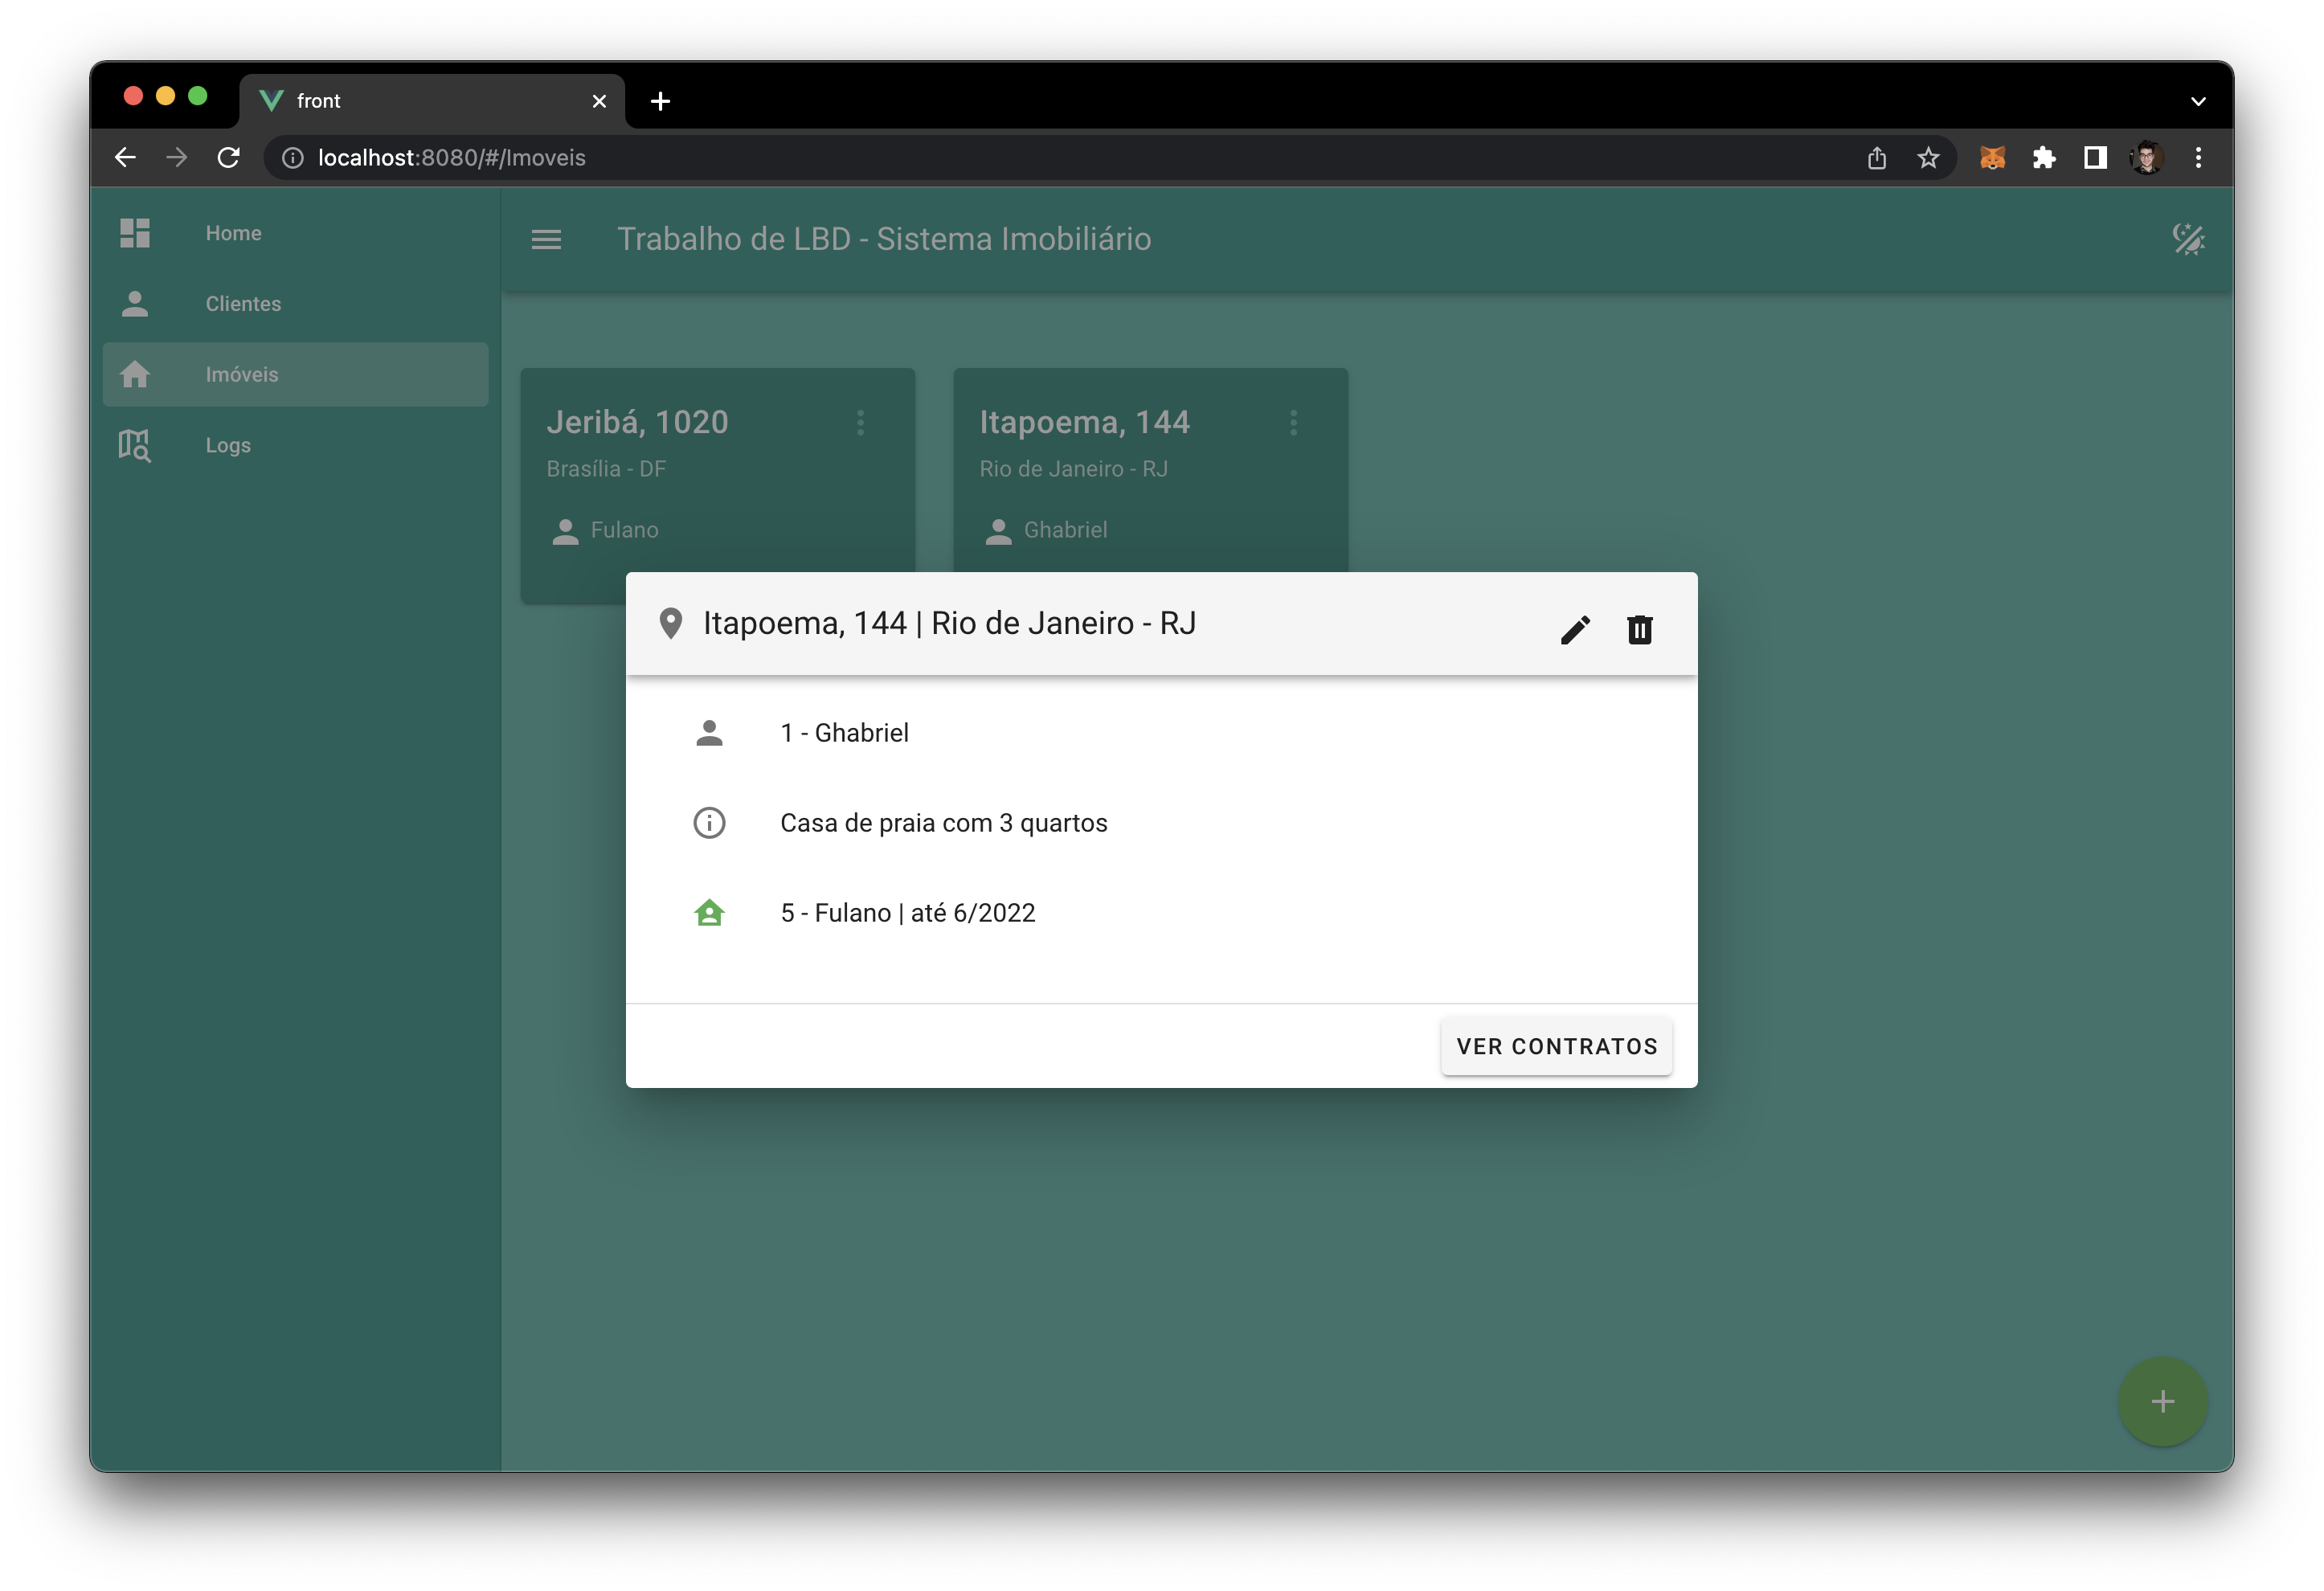 front
localhost:8080/#/Imoveis
Home
Clientes
Imóveis
Logs
Trabalho de LBD - Sistema Imobiliário
Jeribá, 1020
Brasília - DF
Fulano
Itapoema, 144
Rio de Janeiro - RJ
Ghabriel
Itapoema, 144 | Rio de Janeiro - RJ
1 - Ghabriel
Casa de praia com 3 quartos
5 - Fulano | até 6/2022
VER CONTRATOS